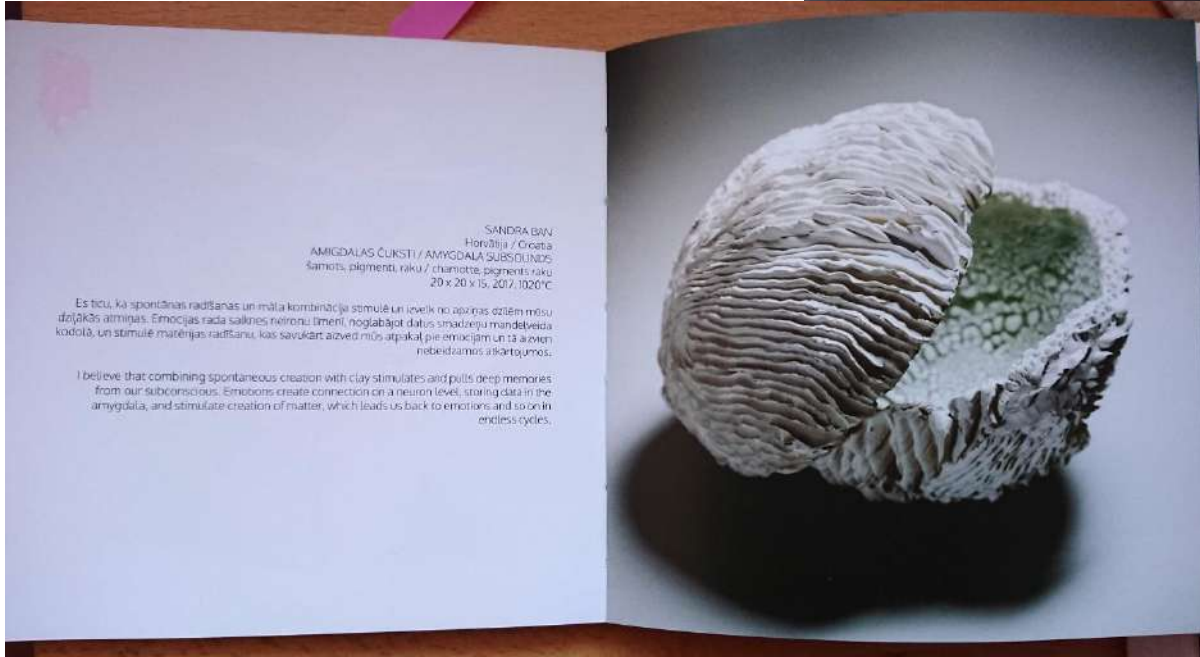 SANDRA BAN
Horvātija / Croatia
AMIGDALAS ČUKSTI / AMYGDALA SUBSOUNDS
šamots, pigmenti, raku / chamotte, pigments raku
20 x 20 x 15, 2017, 1020°C
Es ticu, ka spontānas radīšanas un māla kombinācija stimulē un izvelk no apziņas dzīlēm mūsu
dziļākās atmiņas. Emocijas rada saiknes neironu līmenī, noglabājot datus smadzeņu mandeļveida
kodolā, un stimulē matērijas radīšanu, kas savukārt aizved mūs atpakaļ pie emocijām un tā aizvien
nebeidzamos atkārtojumos.
I believe that combining spontaneous creation with clay stimulates and pulls deep memories
from our subconscious. Emotions create connection on a neuron level, storing data in the
amygdala, and stimulate creation of matter, which leads us back to emotions and so on in
endless cycles.